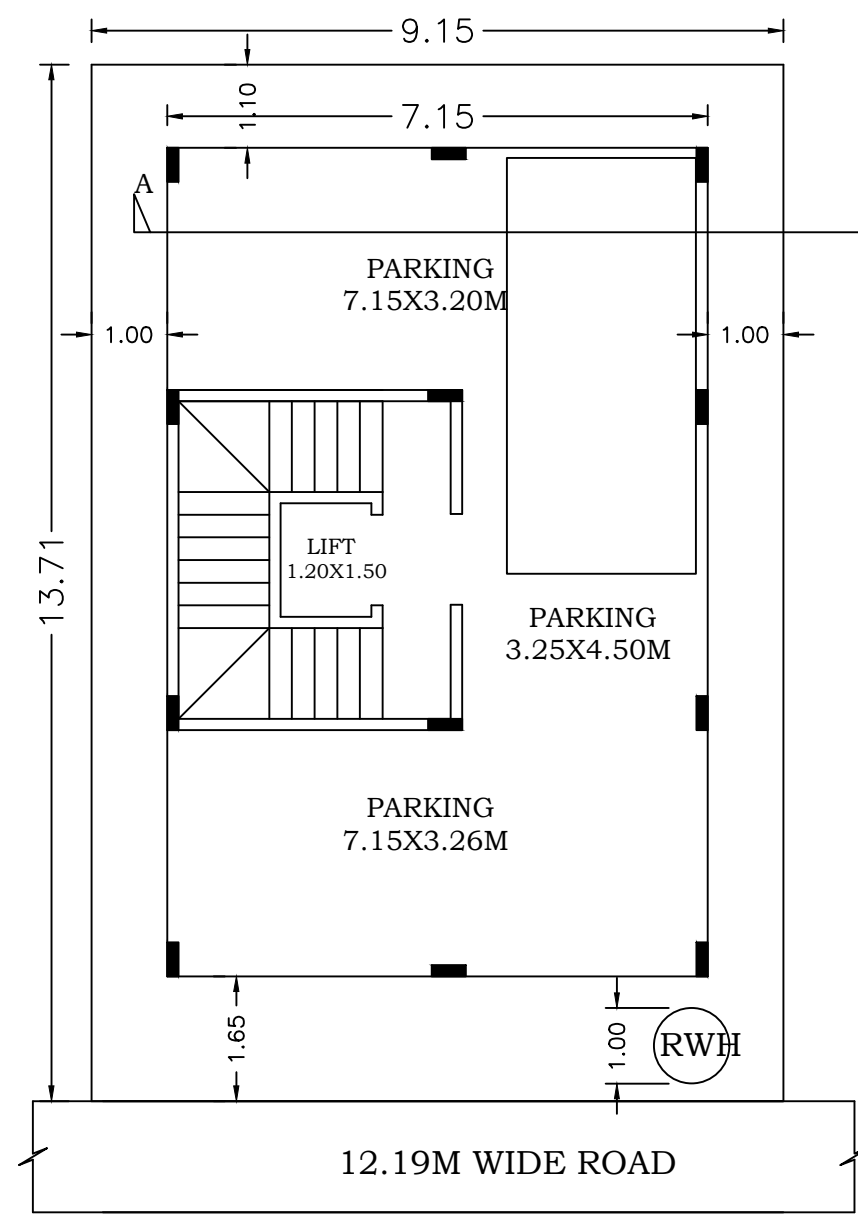 9.15
7.15
1.10
A
PARKING
7.15X3.20M
1.00
1.00
13.71
LIFT
1.20X1.50
PARKING
3.25X4.50M
PARKING
7.15X3.26M
1.65
1.00
RWH
12.19M WIDE ROAD